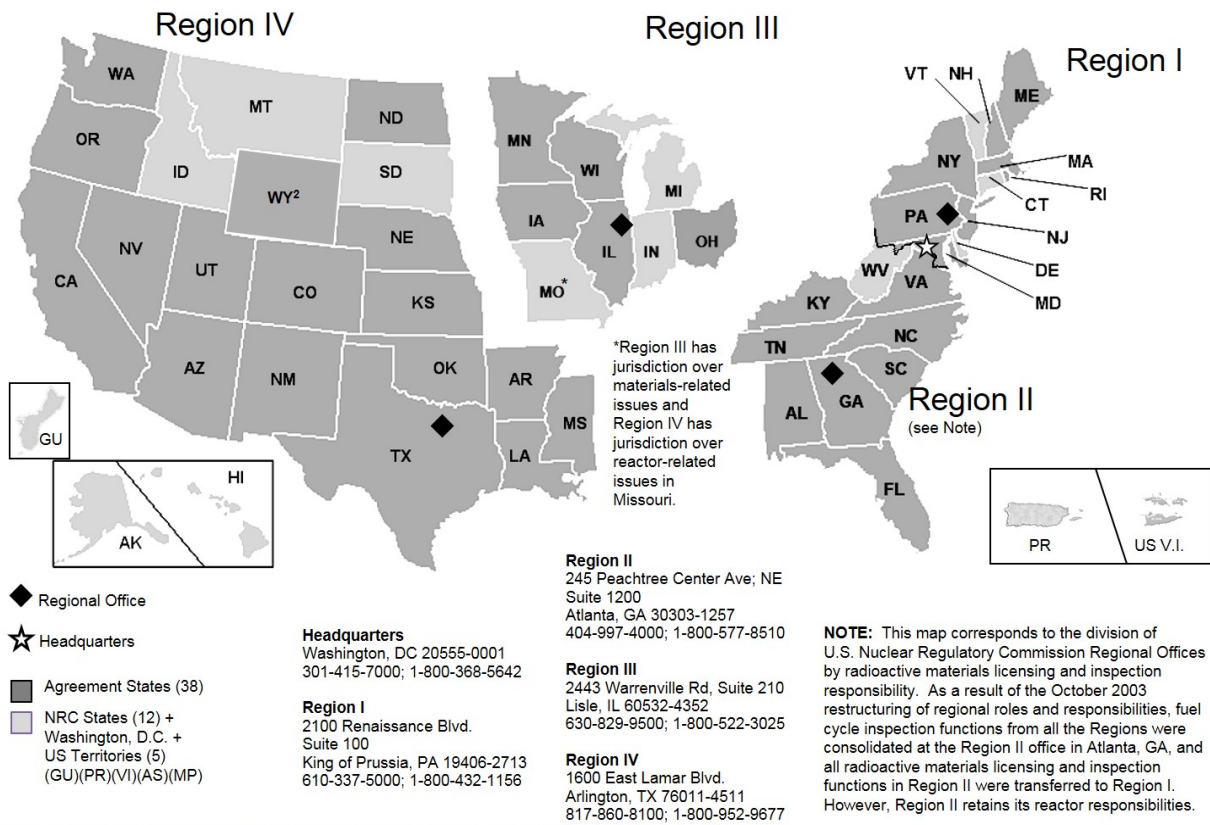 Region IV
Region III
Region I
WA
MT
ND
OR
ID
SD
WY²
NE
NV
UT
CA
CO
KS
AZ
NM
OK
TX
AR
LA
MS
MN
WI
MI
IA
IL
IN
OH
MO*
VT
NH
ME
NY
MA
RI
CT
PA
NJ
DE
MD
WV
VA
KY
NC
TN
SC
AL
GA
FL
Region II
(see Note)
*Region III has
jurisdiction over
materials-related
issues and
Region IV has
jurisdiction over
reactor-related
issues in
Missouri.
GU
HI
AK
PR
US V.I.
Regional Office
Headquarters
Agreement States (38)
NRC States (12) +
Washington, D.C. +
US Territories (5)
(GU)(PR)(VI)(AS)(MP)
Headquarters
Washington, DC 20555-0001
301-415-7000; 1-800-368-5642
Region I
2100 Renaissance Blvd.
Suite 100
King of Prussia, PA 19406-2713
610-337-5000; 1-800-432-1156
Region II
245 Peachtree Center Ave; NE
Suite 1200
Atlanta, GA 30303-1257
404-997-4000; 1-800-577-8510
Region III
2443 Warrenville Rd, Suite 210
Lisle, IL 60532-4352
630-829-9500; 1-800-522-3025
Region IV
1600 East Lamar Blvd.
Arlington, TX 76011-4511
817-860-8100; 1-800-952-9677
NOTE: This map corresponds to the division of
U.S. Nuclear Regulatory Commission Regional Offices
by radioactive materials licensing and inspection
responsibility. As a result of the October 2003
restructuring of regional roles and responsibilities, fuel
cycle inspection functions from all the Regions were
consolidated at the Region II office in Atlanta, GA, and
all radioactive materials licensing and inspection
functions in Region II were transferred to Region I.
However, Region II retains its reactor responsibilities.